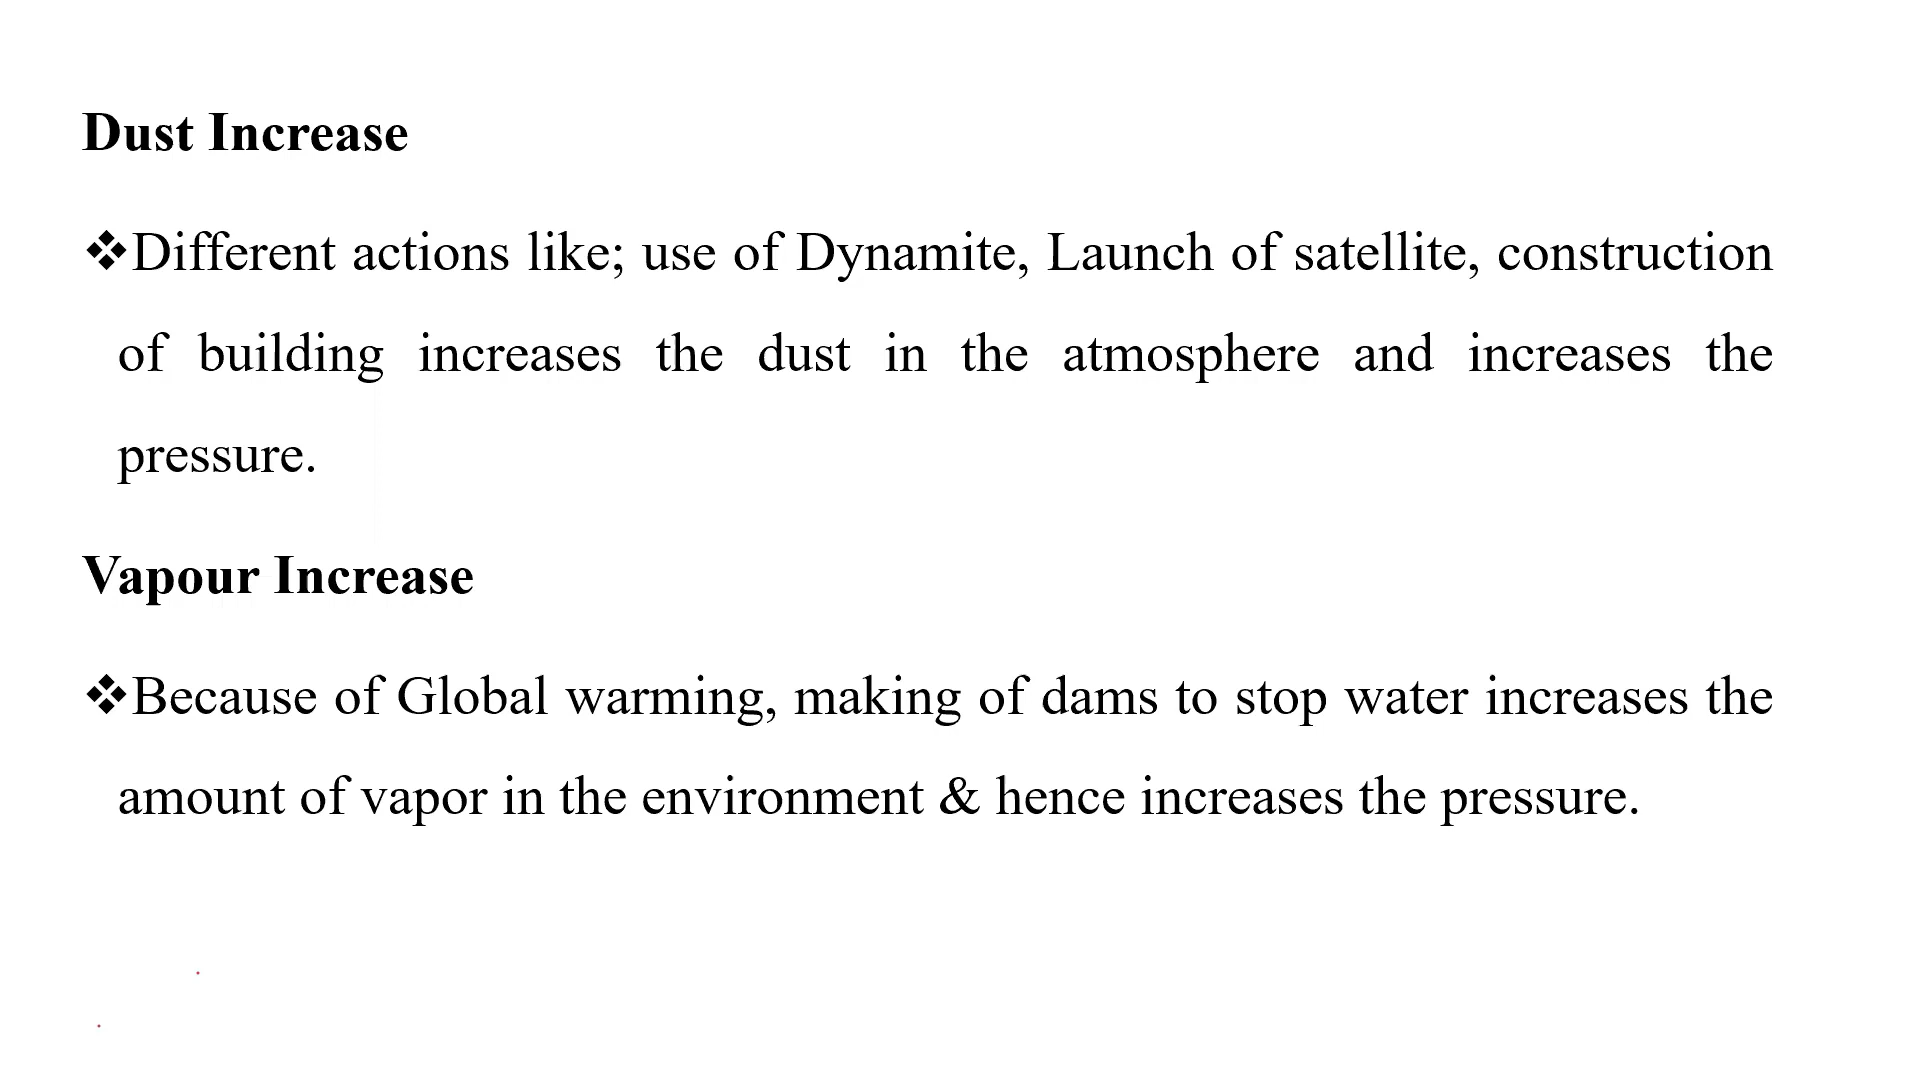 Dust Increase
❖Different actions like; use of Dynamite, Launch of satellite, construction
of building increases the dust in the atmosphere and increases the
pressure.
Vapour Increase
❖Because of Global warming, making of dams to stop water increases the
amount of vapor in the environment & hence increases the pressure.